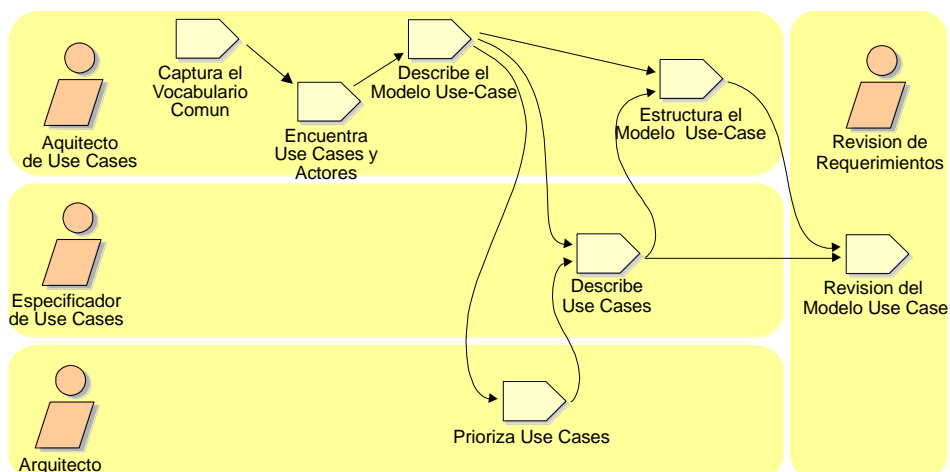 Captura el
Vocabulario
Comun
Describe el
Modelo Use-Case
Encuentra
Use Cases y
Actores
Estructura el
Modelo Use-Case
Aquitecto
de Use Cases
Revision de
Requerimientos
Especificador
de Use Cases
Describe
Use Cases
Revision del
Modelo Use Case
Prioriza Use Cases
Arquitecto